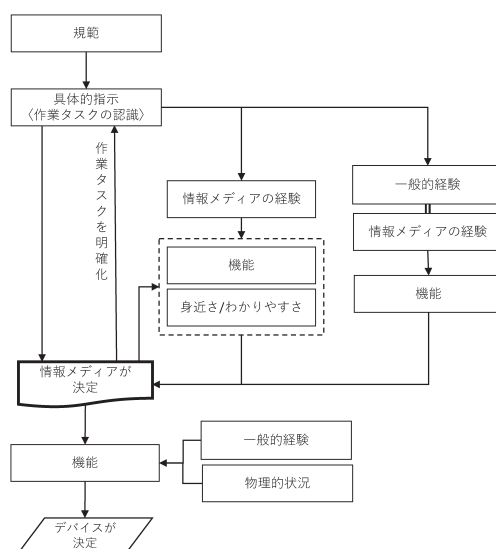 規範
具体的指示
〈作業タスクの認識〉
作業タスクを明確化
情報メディアの経験
機能
身近さ/わかりやすさ
一般的経験
情報メディアの経験
機能
情報メディアが
決定
機能
一般的経験
物理的状況
デバイスが
決定